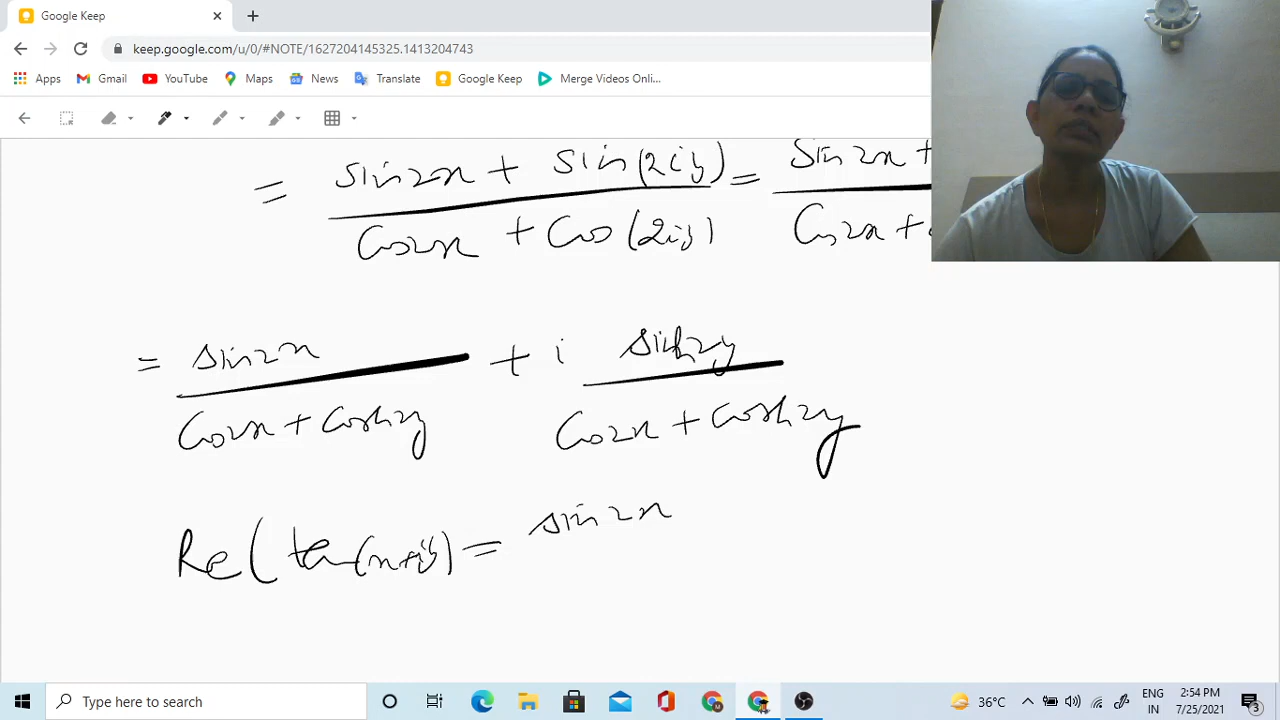 Google Keep
keep.google.com/u/0/#NOTE/1627204145325.1413204743
Apps Gmail YouTube Maps News Translate Google Keep Merge Videos Onli...
= sin2x + sin(2iy) / cos2x + cos(2iy) = sin2x + / cos2x +
= sin2x / cos2x + cosh2y + i sinh2y / cos2x + cosh2y
Re(tan(x+iy) = sin2x
Type here to search
36°C
ENG
IN
2:54 PM
7/25/2021
3